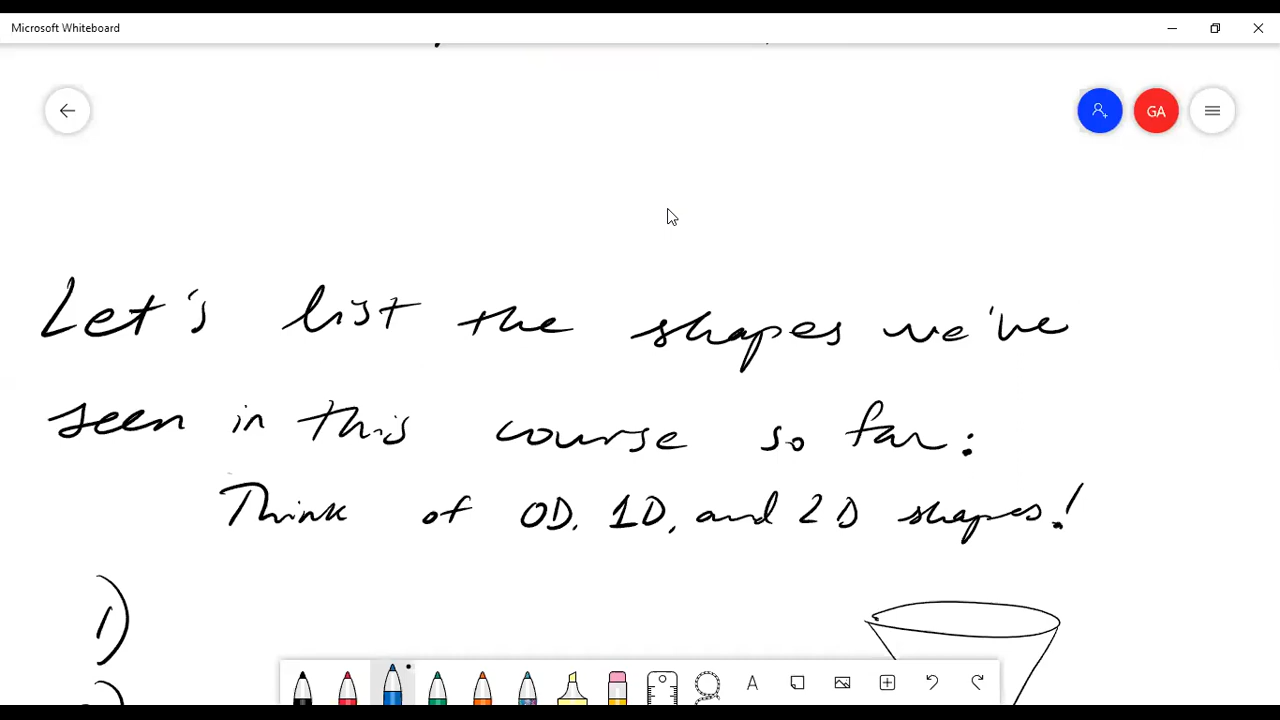 Microsoft Whiteboard
GA
Let's list the shapes we've
seen in this course so far:
Think of 0D, 1D, and 2D shapes!
1)
A